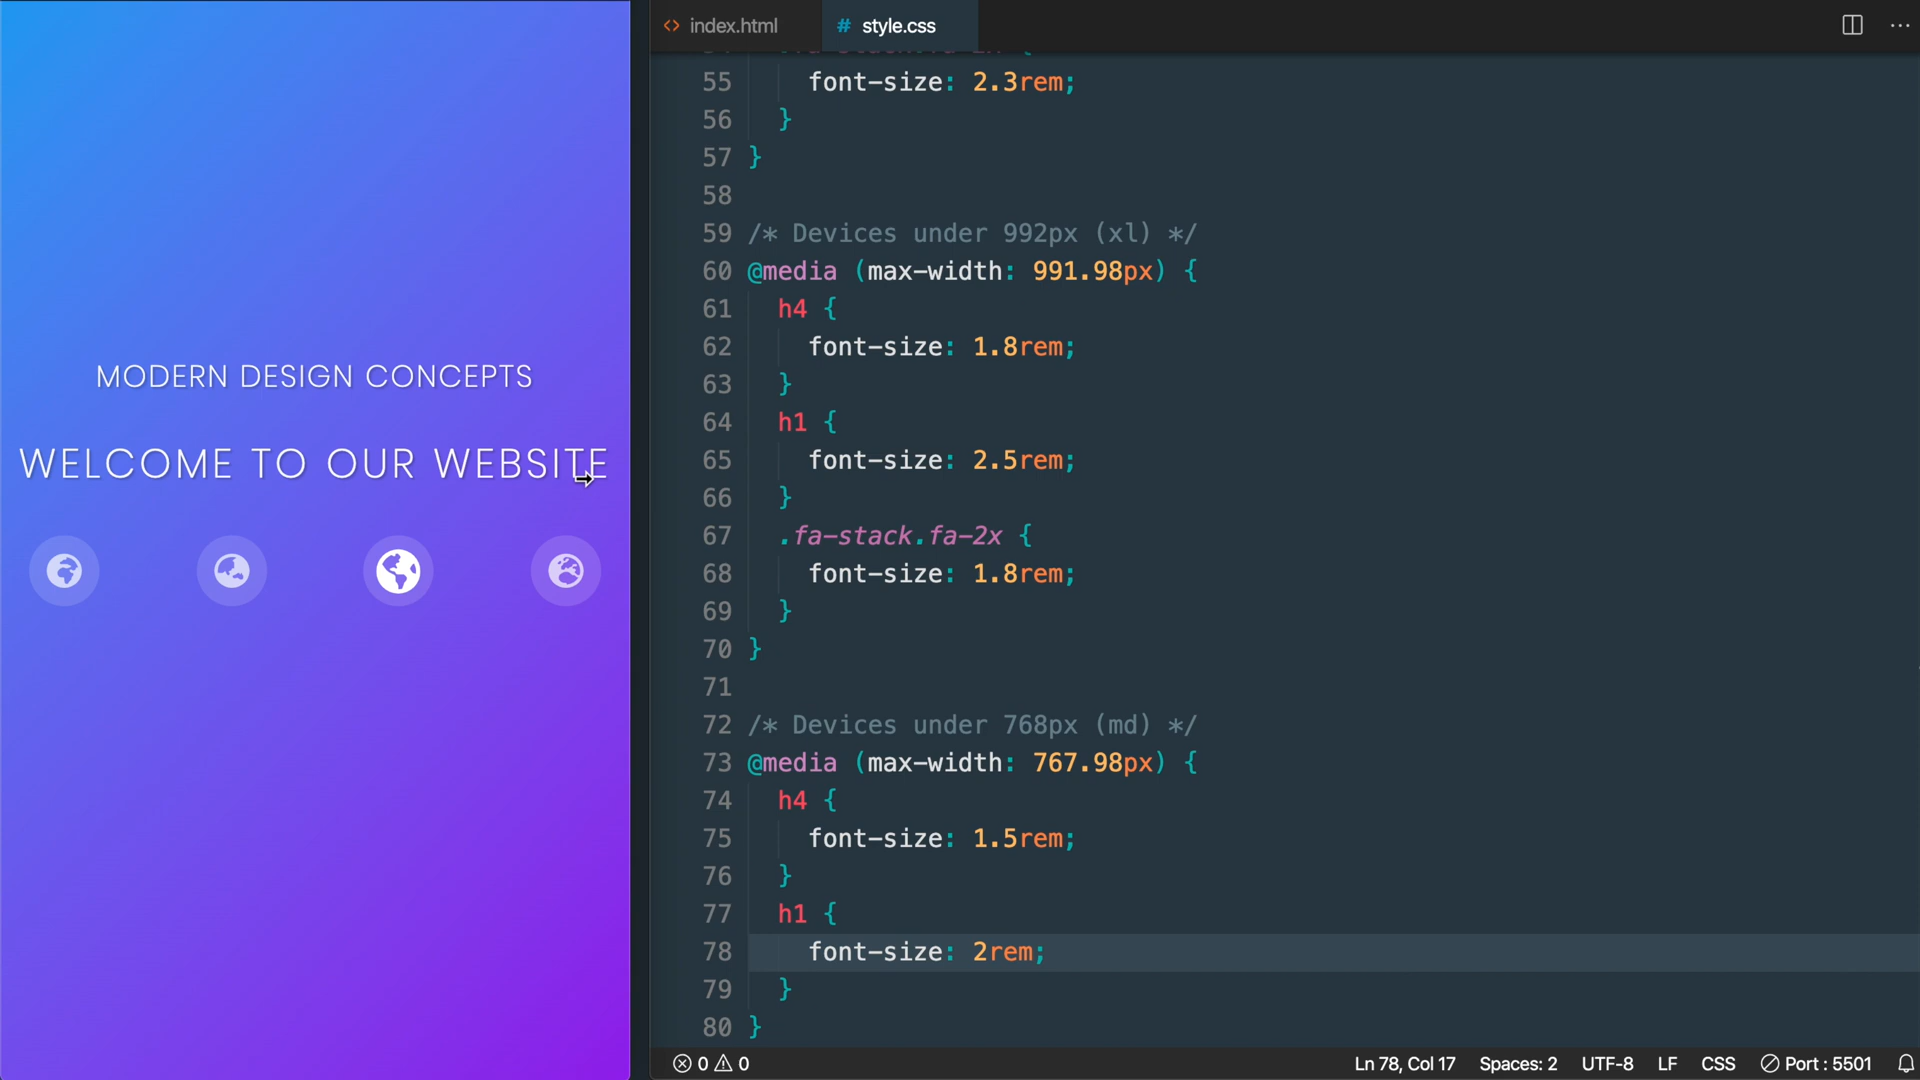 MODERN DESIGN CONCEPTS
WELCOME TO OUR WEBSITE
<> index.html
# style.css
55 font-size: 2.3rem;
56 }
57 }
58
59 /* Devices under 992px (xl) */
60 @media (max-width: 991.98px) {
61 h4 {
62 font-size: 1.8rem;
63 }
64 h1 {
65 font-size: 2.5rem;
66 }
67 .fa-stack.fa-2x {
68 font-size: 1.8rem;
69 }
70 }
71
72 /* Devices under 768px (md) */
73 @media (max-width: 767.98px) {
74 h4 {
75 font-size: 1.5rem;
76 }
77 h1 {
78 font-size: 2rem;
79 }
80 }
0 0 Ln 78, Col 17 Spaces: 2 UTF-8 LF CSS Port : 5501